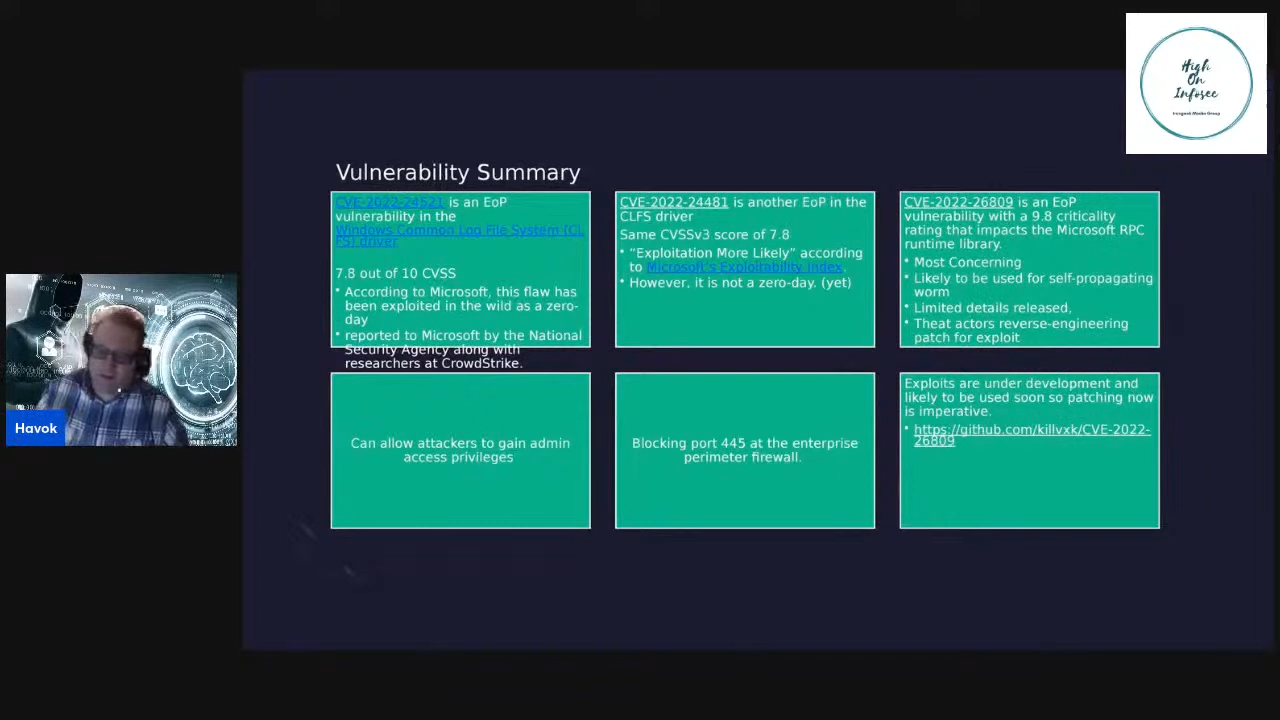 High
On
Infosec
Vulnerability Summary
CVE-2022-24521 is an EoP
vulnerability in the
Windows Common Log File System (CL
FS) driver
7.8 out of 10 CVSS
• According to Microsoft, this flaw has
been exploited in the wild as a zero-
day
• reported to Microsoft by the National
Security Agency along with
researchers at CrowdStrike.
CVE-2022-24481 is another EoP in the
CLFS driver
Same CVSSv3 score of 7.8
• “Exploitation More Likely” according
to Microsoft’s Exploitability Index.
• However, it is not a zero-day. (yet)
CVE-2022-26809 is an EoP
vulnerability with a 9.8 criticality
rating that impacts the Microsoft RPC
runtime library.
• Most Concerning
• Likely to be used for self-propagating
worm
• Limited details released,
• Theat actors reverse-engineering
patch for exploit
Can allow attackers to gain admin
access privileges
Blocking port 445 at the enterprise
perimeter firewall.
Exploits are under development and
likely to be used soon so patching now
is imperative.
• https://github.com/killvxk/CVE-2022-
26809
Havok